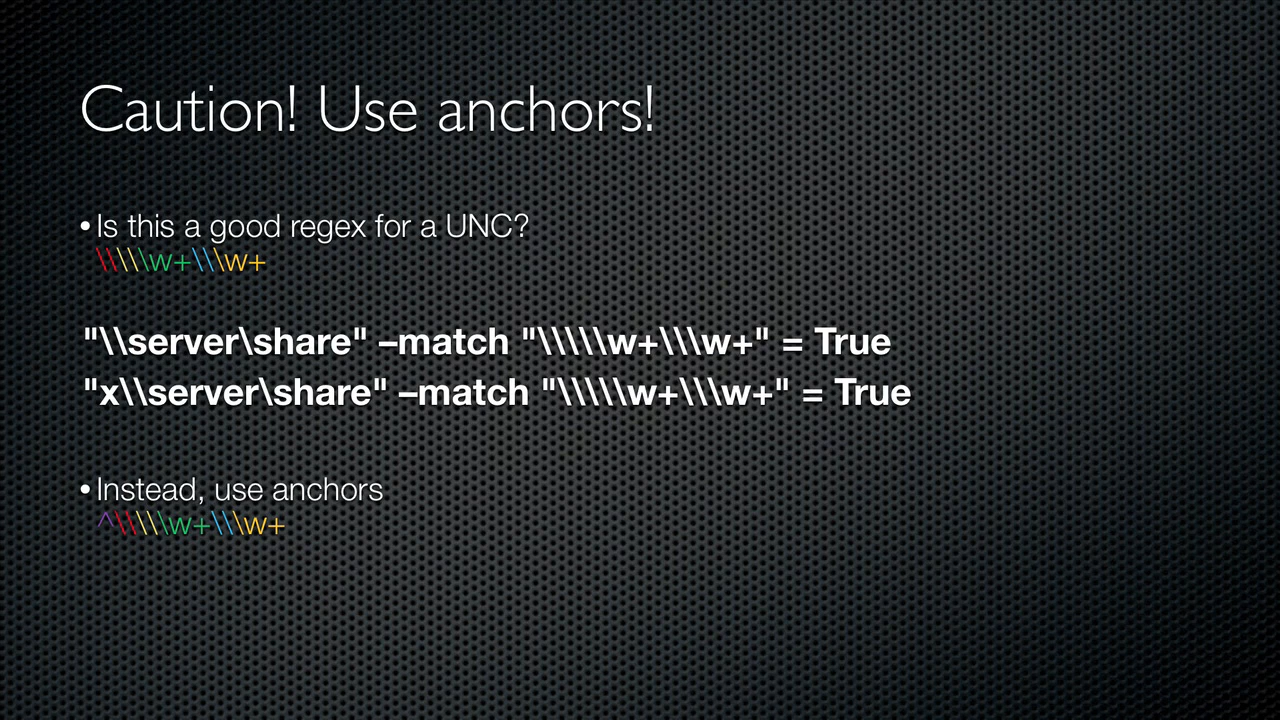 Caution! Use anchors!
• Is this a good regex for a UNC?
\\\\\w+\\\w+
"\\server\share" –match "\\\\\w+\\\w+" = True
"x\\server\share" –match "\\\\\w+\\\w+" = True
• Instead, use anchors
^\\\\\w+\\\w+